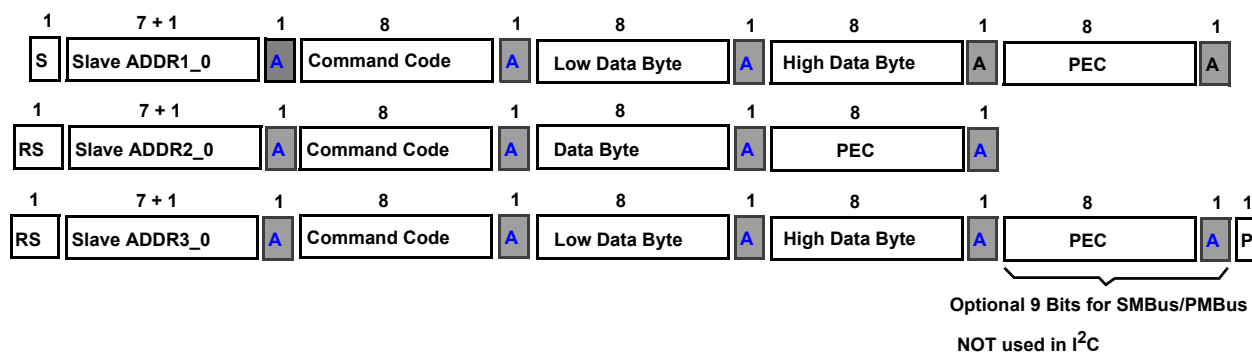 1 7 + 1 1 8 1 8 1 8 1 8 1
S Slave ADDR1_0 A Command Code A Low Data Byte A High Data Byte A PEC A
1 7 + 1 1 8 1 8 1 8 1
RS Slave ADDR2_0 A Command Code A Data Byte A PEC A
1 7 + 1 1 8 1 8 1 8 1 8 1 1
RS Slave ADDR3_0 A Command Code A Low Data Byte A High Data Byte A PEC A P
Optional 9 Bits for SMBus/PMBus
NOT used in I²C